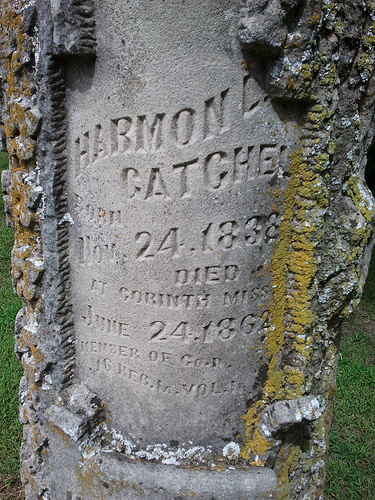 HARMON
CATCHE
BORN
NOV. 24. 1838
DIED
AT CORINTH MISS
JUNE 24. 186
MEMBER OF CO. D.
16 REG. IA. VOL. I.